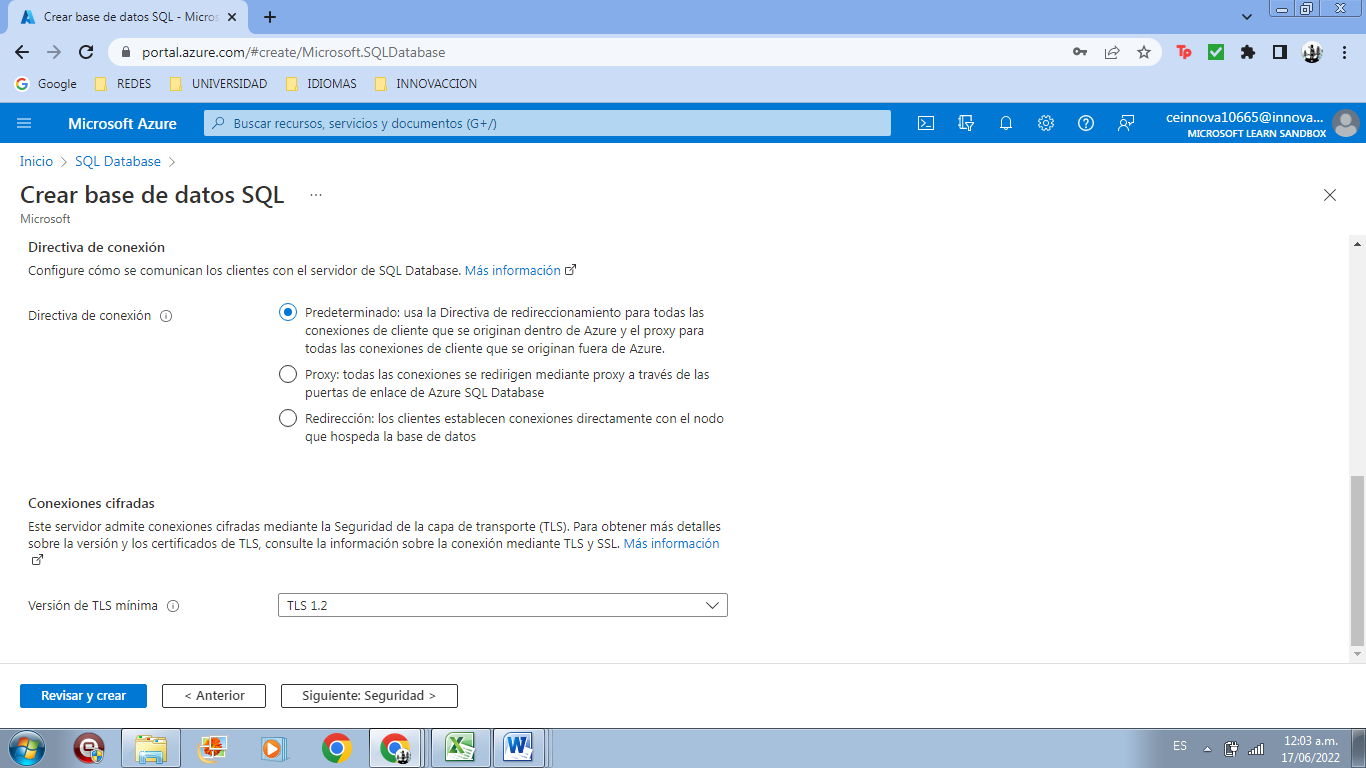 Crear base de datos SQL - Micros
portal.azure.com/#create/Microsoft.SQLDatabase
Google
REDES
UNIVERSIDAD
IDIOMAS
INNOVACCION
Microsoft Azure
Buscar recursos, servicios y documentos (G+/)
ceinnova10665@innova...
MICROSOFT LEARN SANDBOX
Inicio > SQL Database >
Crear base de datos SQL ...
Microsoft
Directiva de conexión
Configure cómo se comunican los clientes con el servidor de SQL Database. Más información
Directiva de conexión
Predeterminado: usa la Directiva de redireccionamiento para todas las
conexiones de cliente que se originan dentro de Azure y el proxy para
todas las conexiones de cliente que se originan fuera de Azure.
Proxy: todas las conexiones se redirigen mediante proxy a través de las
puertas de enlace de Azure SQL Database
Redirección: los clientes establecen conexiones directamente con el nodo
que hospeda la base de datos
Conexiones cifradas
Este servidor admite conexiones cifradas mediante la Seguridad de la capa de transporte (TLS). Para obtener más detalles
sobre la versión y los certificados de TLS, consulte la información sobre la conexión mediante TLS y SSL. Más información
Versión de TLS mínima
TLS 1.2
Revisar y crear
< Anterior
Siguiente: Seguridad >
ES
12:03 a.m.
17/06/2022